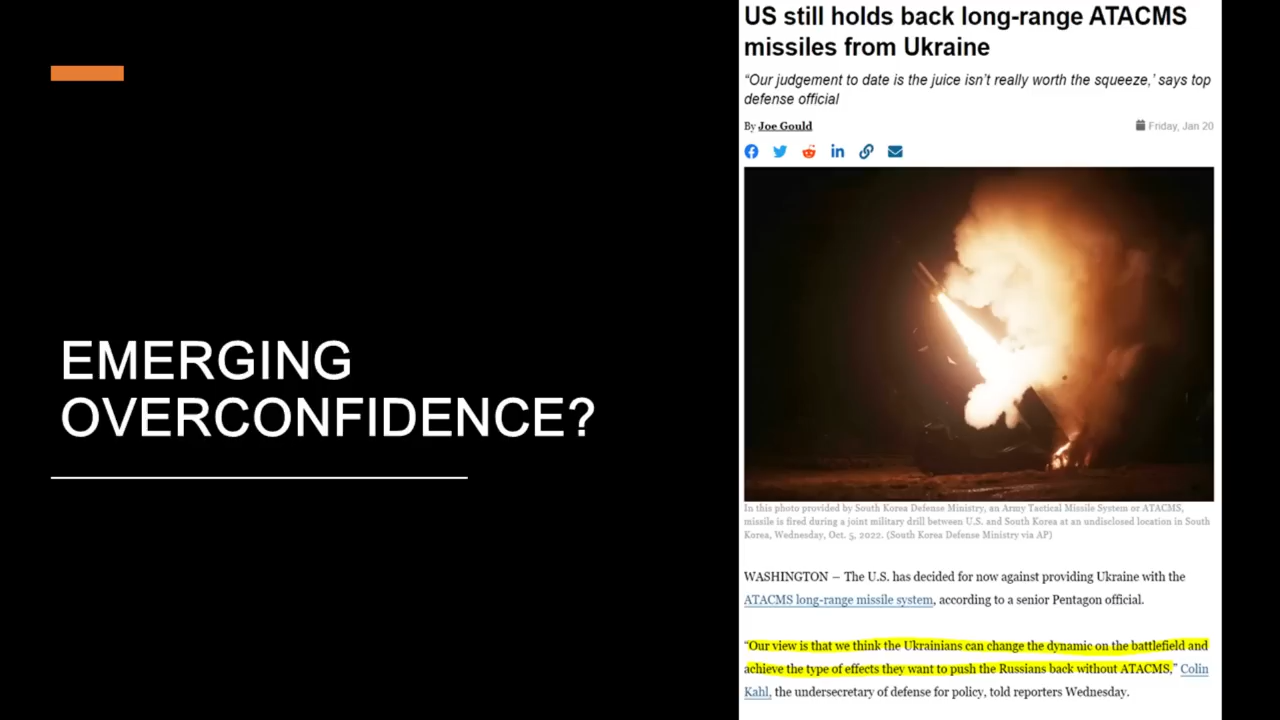 EMERGING
OVERCONFIDENCE?
US still holds back long-range ATACMS
missiles from Ukraine
“Our judgement to date is the juice isn’t really worth the squeeze,’ says top
defense official
By Joe Gould
Friday, Jan 20
In this photo provided by South Korea Defense Ministry, an Army Tactical Missile System or ATACMS,
missile is fired during a joint military drill between U.S. and South Korea at an undisclosed location in South
Korea, Wednesday, Oct. 5, 2022. (South Korea Defense Ministry via AP)
WASHINGTON — The U.S. has decided for now against providing Ukraine with the
ATACMS long-range missile system, according to a senior Pentagon official.
“Our view is that we think the Ukrainians can change the dynamic on the battlefield and
achieve the type of effects they want to push the Russians back without ATACMS,” Colin
Kahl, the undersecretary of defense for policy, told reporters Wednesday.